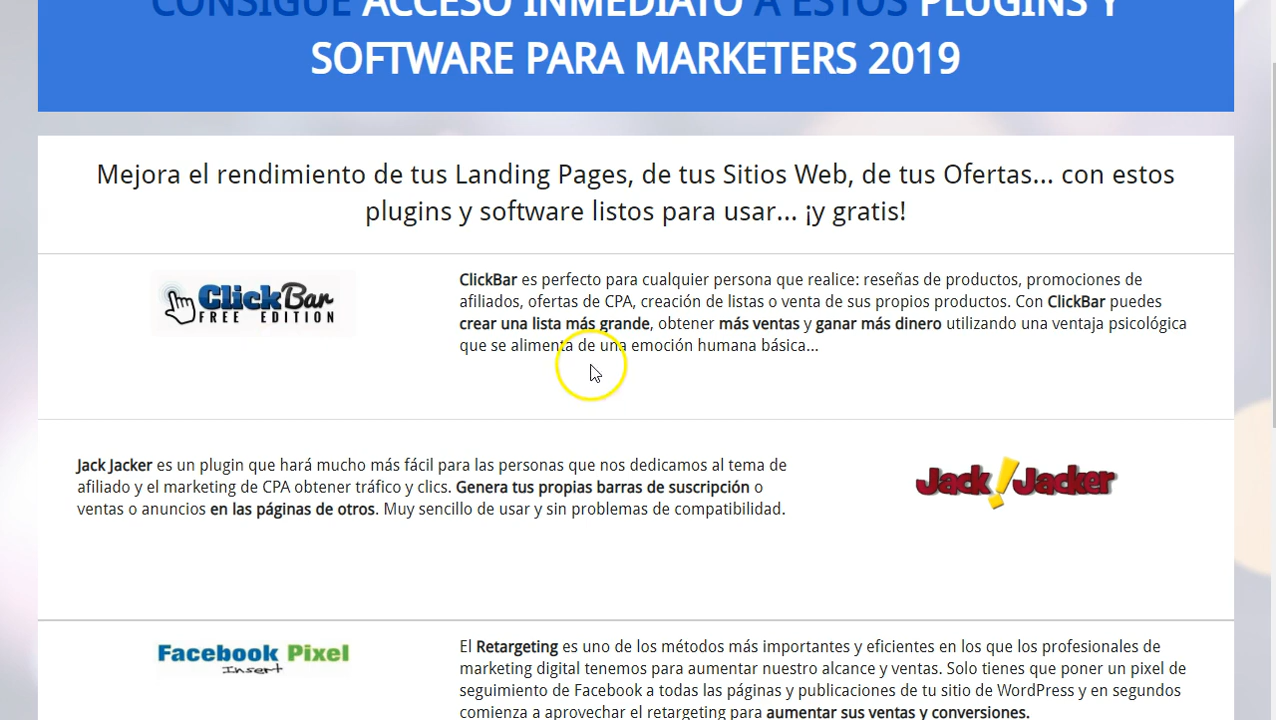 CONSIGUE ACCESO INMEDIATO A ESTOS PLUGINS Y
SOFTWARE PARA MARKETERS 2019
Mejora el rendimiento de tus Landing Pages, de tus Sitios Web, de tus Ofertas... con estos
plugins y software listos para usar... ¡y gratis!
ClickBar
FREE EDITION
ClickBar es perfecto para cualquier persona que realice: reseñas de productos, promociones de
afiliados, ofertas de CPA, creación de listas o venta de sus propios productos. Con ClickBar puedes
crear una lista más grande, obtener más ventas y ganar más dinero utilizando una ventaja psicológica
que se alimenta de una emoción humana básica...
Jack Jacker es un plugin que hará mucho más fácil para las personas que nos dedicamos al tema de
afiliado y el marketing de CPA obtener tráfico y clics. Genera tus propias barras de suscripción o
ventas o anuncios en las páginas de otros. Muy sencillo de usar y sin problemas de compatibilidad.
Jack!Jacker
Facebook Pixel
Insert
El Retargeting es uno de los métodos más importantes y eficientes en los que los profesionales de
marketing digital tenemos para aumentar nuestro alcance y ventas. Solo tienes que poner un pixel de
seguimiento de Facebook a todas las páginas y publicaciones de tu sitio de WordPress y en segundos
comienza a aprovechar el retargeting para aumentar sus ventas y conversiones.